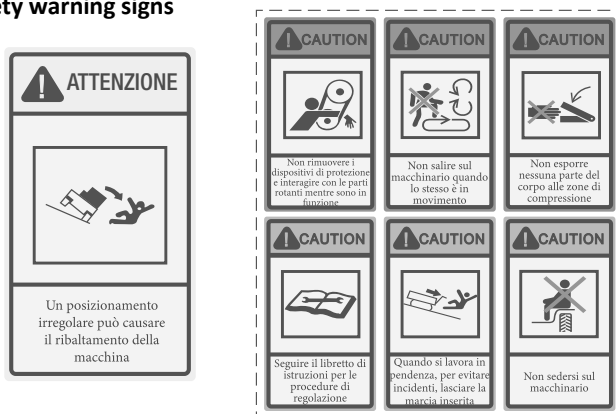 ety warning signs
ATTENZIONE
Un posizionamento
irregolare può causare
il ribaltamento della
macchina
CAUTION
Non rimuovere i
dispositivi di protezione
e interagire con le parti
rotanti mentre sono in
funzione
CAUTION
Non salire sul
macchinario quando
lo stesso è in
movimento
CAUTION
Non esporre
nessuna parte del
corpo alle zone di
compressione
CAUTION
Seguire il libretto di
istruzioni per le
procedure di
regolazione
CAUTION
Quando si lavora in
pendenza, per evitare
incidenti, lasciare la
marcia inserita
CAUTION
Non sedersi sul
macchinario